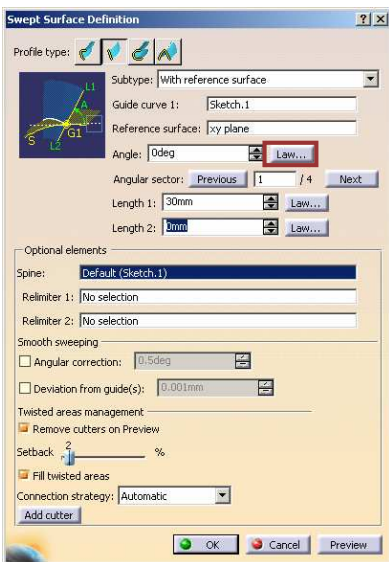 Swept Surface Definition
Profile type:
Subtype: With reference surface
Guide curve 1: Sketch.1
Reference surface: xy plane
Angle: 0deg Law...
Angular sector: Previous 1 / 4 Next
Length 1: 30mm Law...
Length 2: 0mm Law...
L1
A
G1
S
L2
Optional elements
Spine: Default (Sketch.1)
Relimiter 1: No selection
Relimiter 2: No selection
Smooth sweeping
Angular correction: 0.5deg
Deviation from guide(s): 0.001mm
Twisted areas management
Remove cutters on Preview
Setback 2 %
Fill twisted areas
Connection strategy: Automatic
Add cutter
OK Cancel Preview